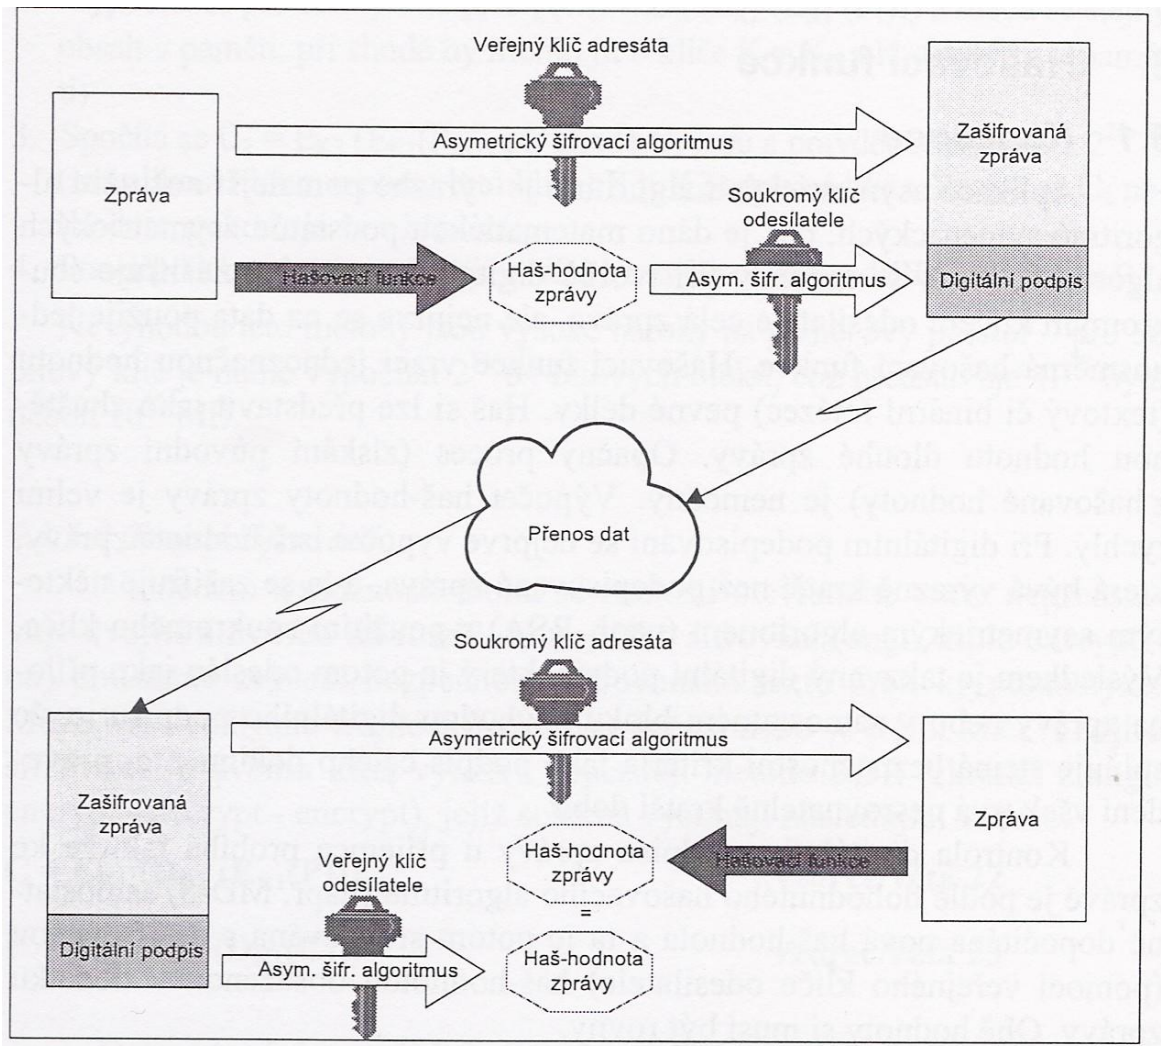 Veřejný klíč adresáta
Asymetrický šifrovací algoritmus
Zpráva
Zašifrovaná
zpráva
Soukromý klíč
odesílatele
Hašovací funkce
Haš-hodnota
zprávy
Asym. šifr. algoritmus
Digitální podpis
Přenos dat
Soukromý klíč adresáta
Asymetrický šifrovací algoritmus
Zašifrovaná
zpráva
Zpráva
Haš-hodnota
zprávy
Hašovací funkce
Veřejný klíč
odesílatele
=
Digitální podpis
Asym. šifr. algoritmus
Haš-hodnota
zprávy